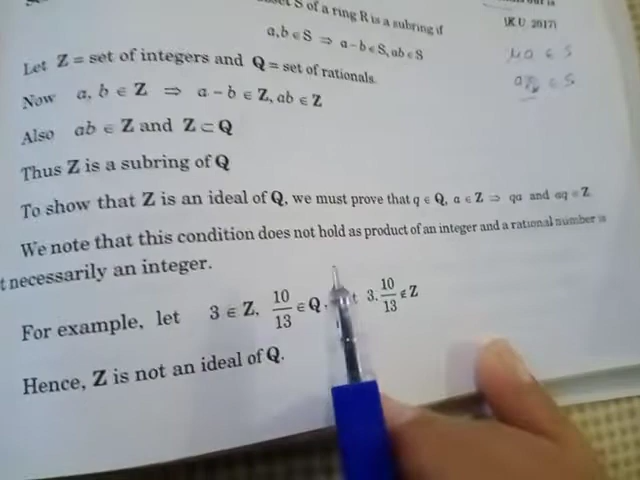 S of a ring R is a subring if
[K.U. 2017]
a, b ∈ S ⇒ a – b ∈ S, ab ∈ S
Let Z = set of integers and Q = set of rationals.
Now a, b ∈ Z ⇒ a – b ∈ Z, ab ∈ Z
Also ab ∈ Z and Z ⊂ Q
Thus Z is a subring of Q
To show that Z is an ideal of Q, we must prove that q ∈ Q, a ∈ Z ⇒ qa and aq ∈ Z
We note that this condition does not hold as product of an integer and a rational number is
t necessarily an integer.
For example, let 3 ∈ Z, 10/13 ∈ Q, t 3. 10/13 ∉ Z
Hence, Z is not an ideal of Q.